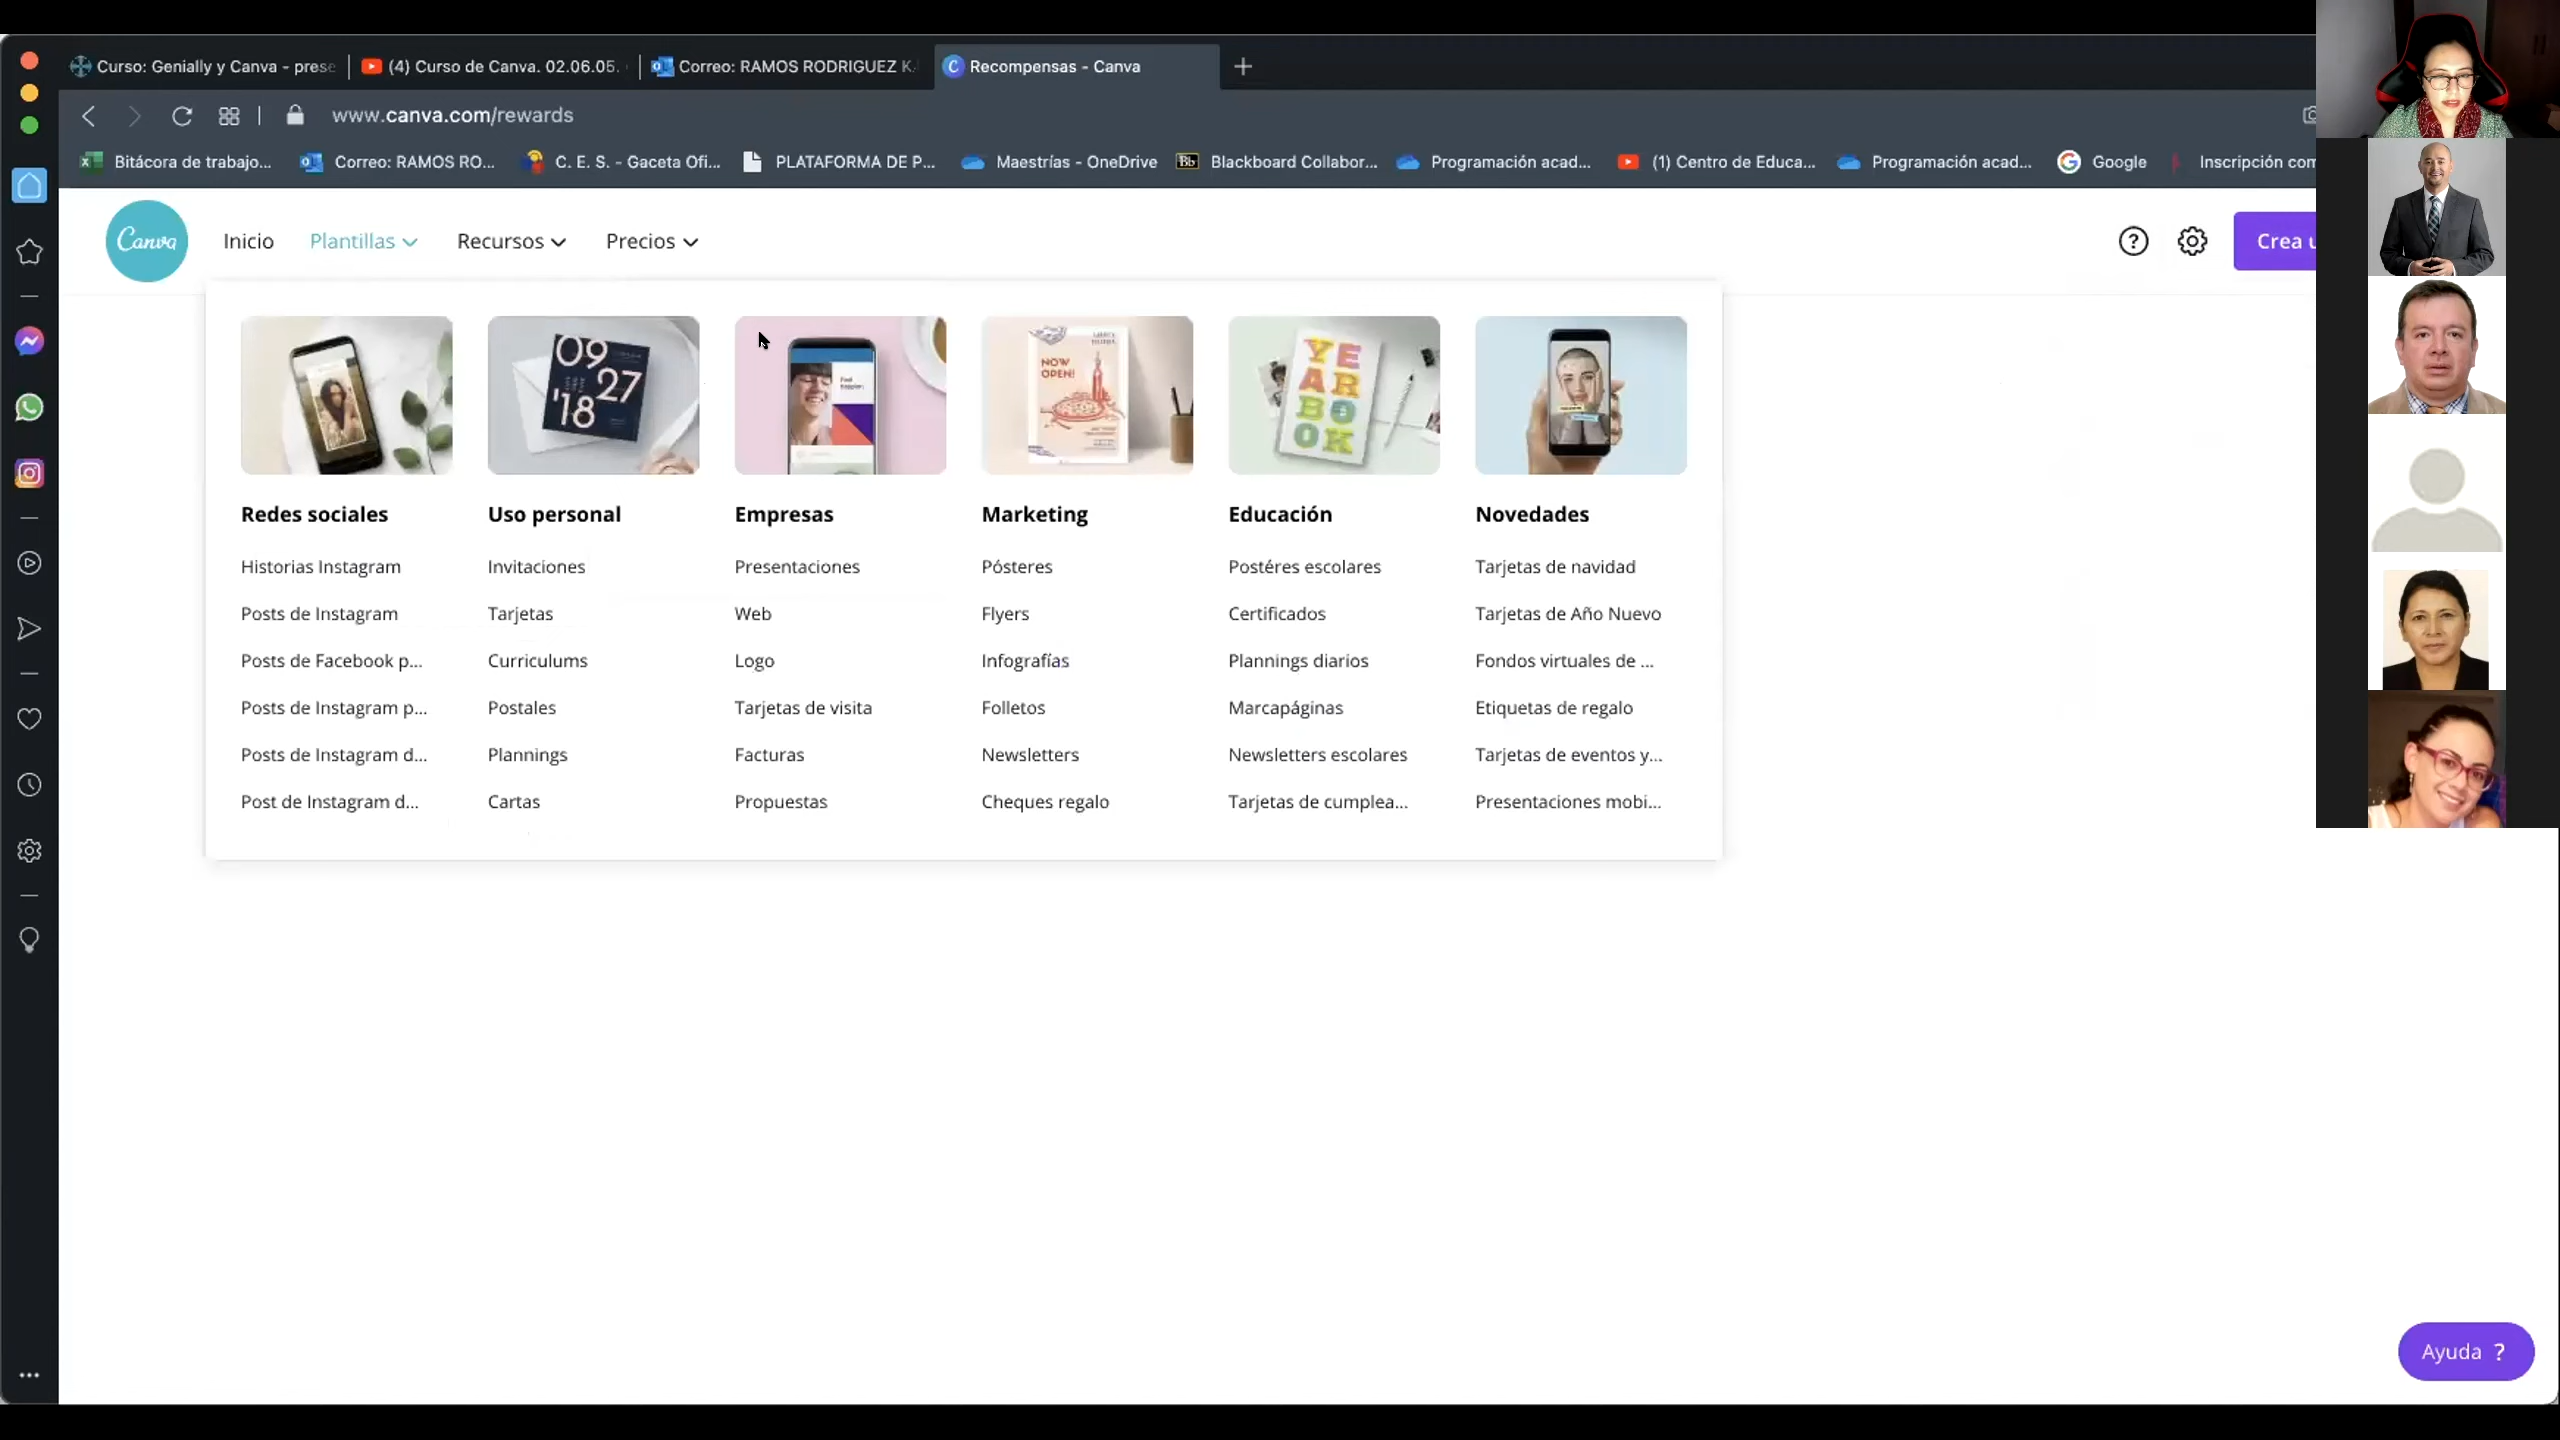 Curso: Genially y Canva - prese
(4) Curso de Canva. 02.06.05.
Correo: RAMOS RODRIGUEZ K
Recompensas - Canva
www.canva.com/rewards
Bitácora de trabajo...
Correo: RAMOS RO...
C. E. S. - Gaceta Ofi...
PLATAFORMA DE P...
Maestrías - OneDrive
Bb
Blackboard Collabor...
Programación acad...
(1) Centro de Educa...
Programación acad...
Google
Inscripción con
Canva
Inicio
Plantillas
Recursos
Precios
?
Crea u
09
27
'18
NOW
OPEN!
YE
AR
BO
OK
Redes sociales
Historias Instagram
Posts de Instagram
Posts de Facebook p...
Posts de Instagram p...
Posts de Instagram d...
Post de Instagram d...
Uso personal
Invitaciones
Tarjetas
Curriculums
Postales
Plannings
Cartas
Empresas
Presentaciones
Web
Logo
Tarjetas de visita
Facturas
Propuestas
Marketing
Pósteres
Flyers
Infografías
Folletos
Newsletters
Cheques regalo
Educación
Postéres escolares
Certificados
Plannings diarios
Marcapáginas
Newsletters escolares
Tarjetas de cumplea...
Novedades
Tarjetas de navidad
Tarjetas de Año Nuevo
Fondos virtuales de ...
Etiquetas de regalo
Tarjetas de eventos y...
Presentaciones mobi...
Ayuda ?